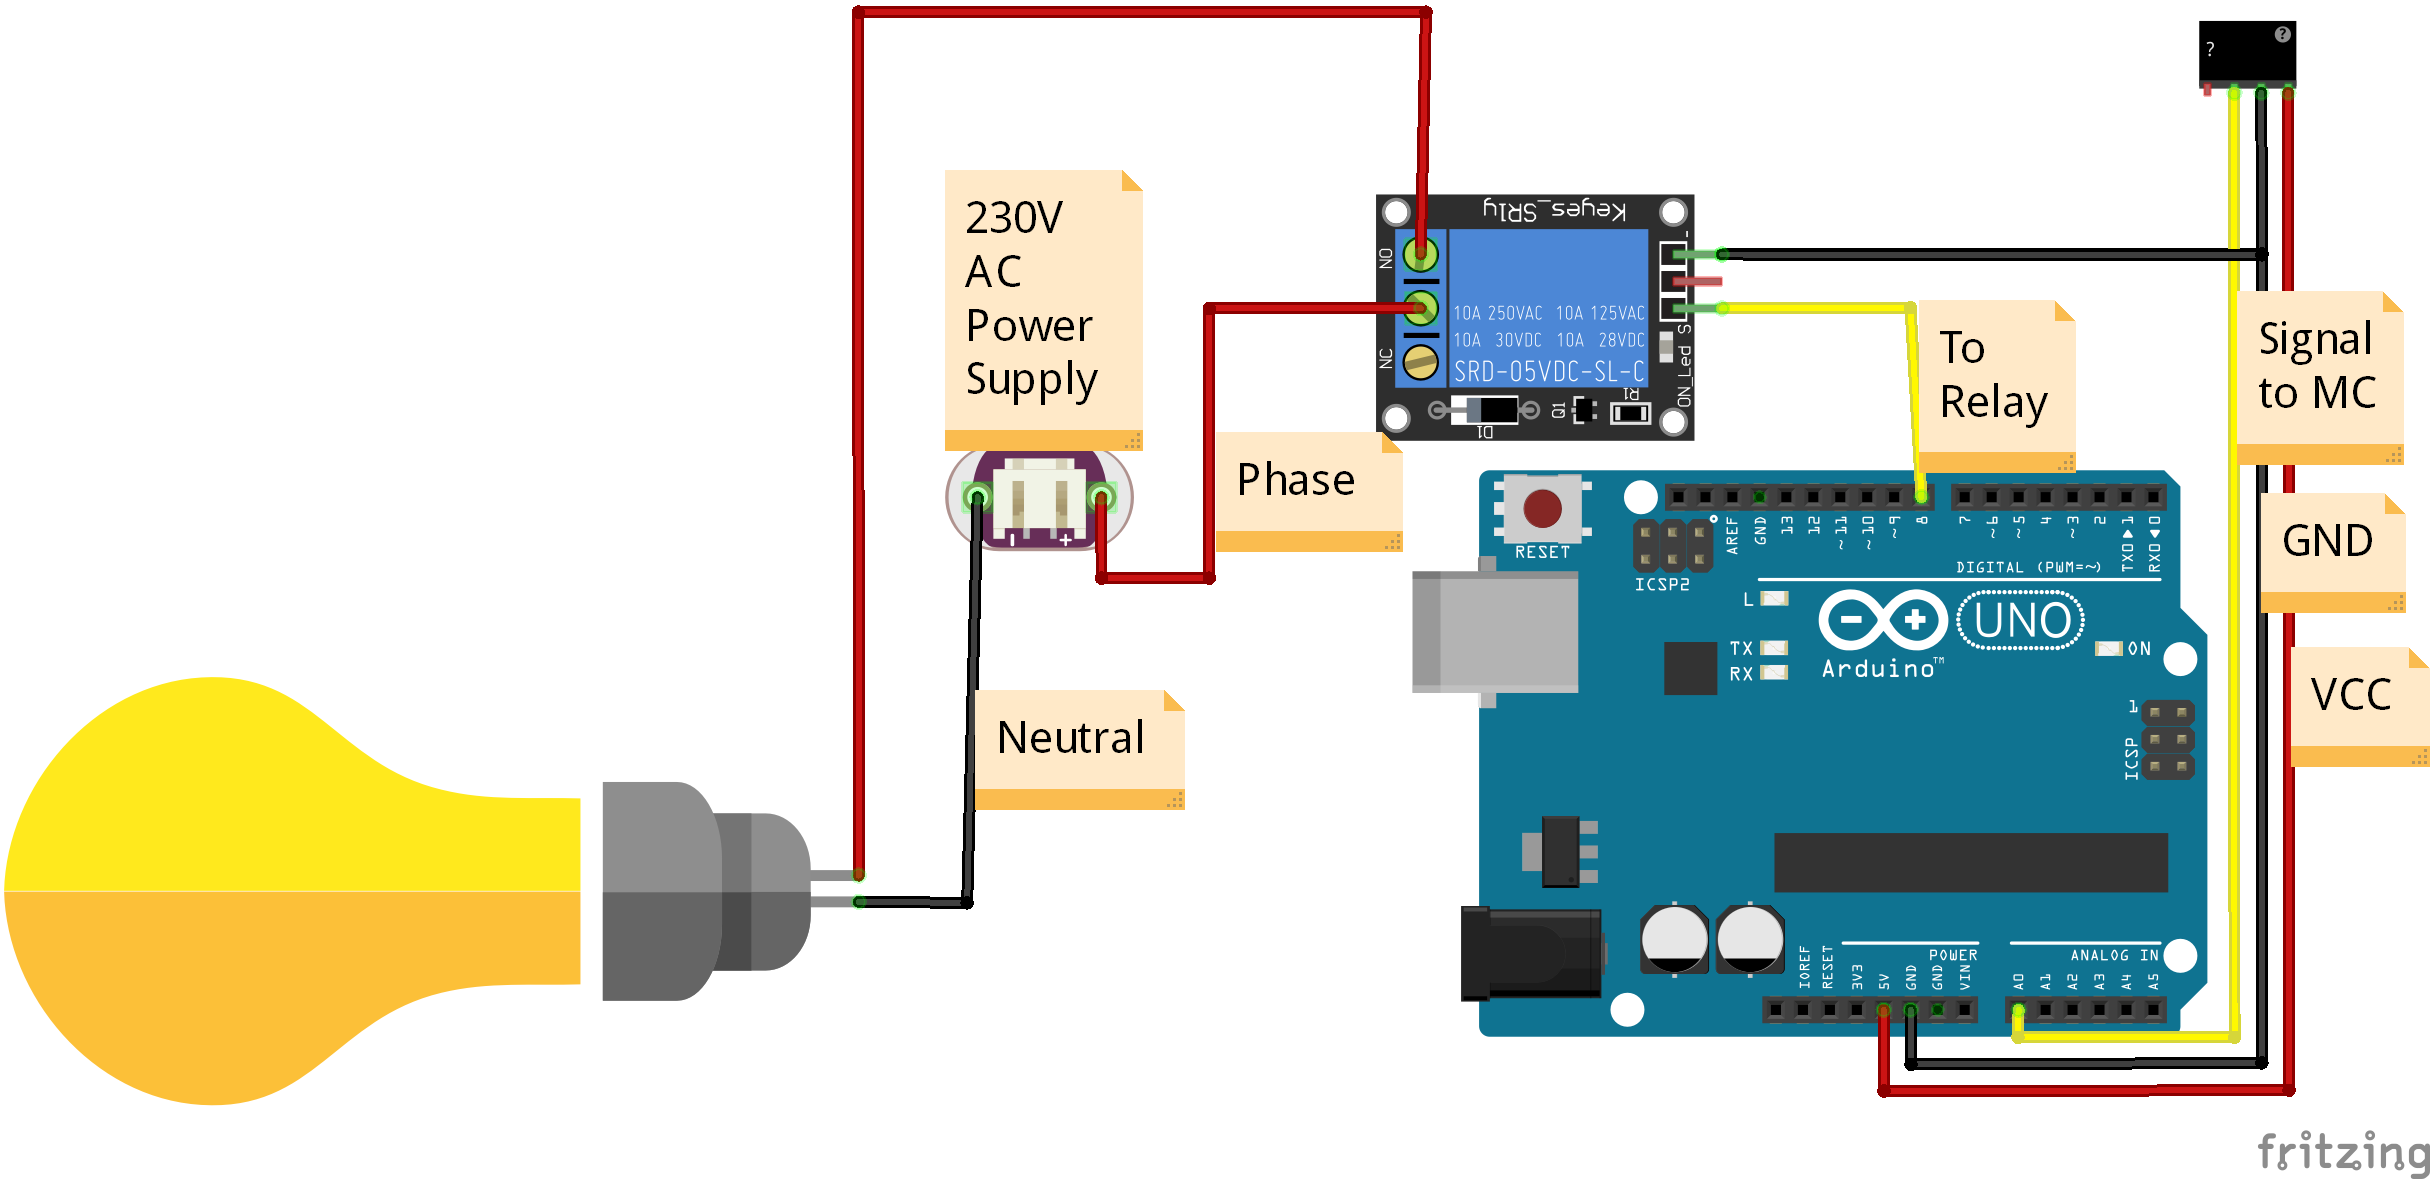 ?
?
230V
AC
Power
Supply
Keyes_SRly
NO
NC
10A 250VAC 10A 125VAC
10A 30VDC 10A 28VDC
SRD-05VDC-SL-C
-
S
ON_Led
D1
Q1
R1
To
Relay
Signal
to MC
Phase
GND
VCC
Neutral
- +
RESET
ICSP2
AREF
GND
13
12
~11
~10
~9
8
7
~6
~5
4
~3
2
TX0▶1
RX0◀0
DIGITAL (PWM=~)
L
TX
RX
UNO
Arduino™
ON
1
ICSP
POWER
ANALOG IN
IOREF
RESET
3V3
5V
GND
GND
VIN
A0
A1
A2
A3
A4
A5
fritzing